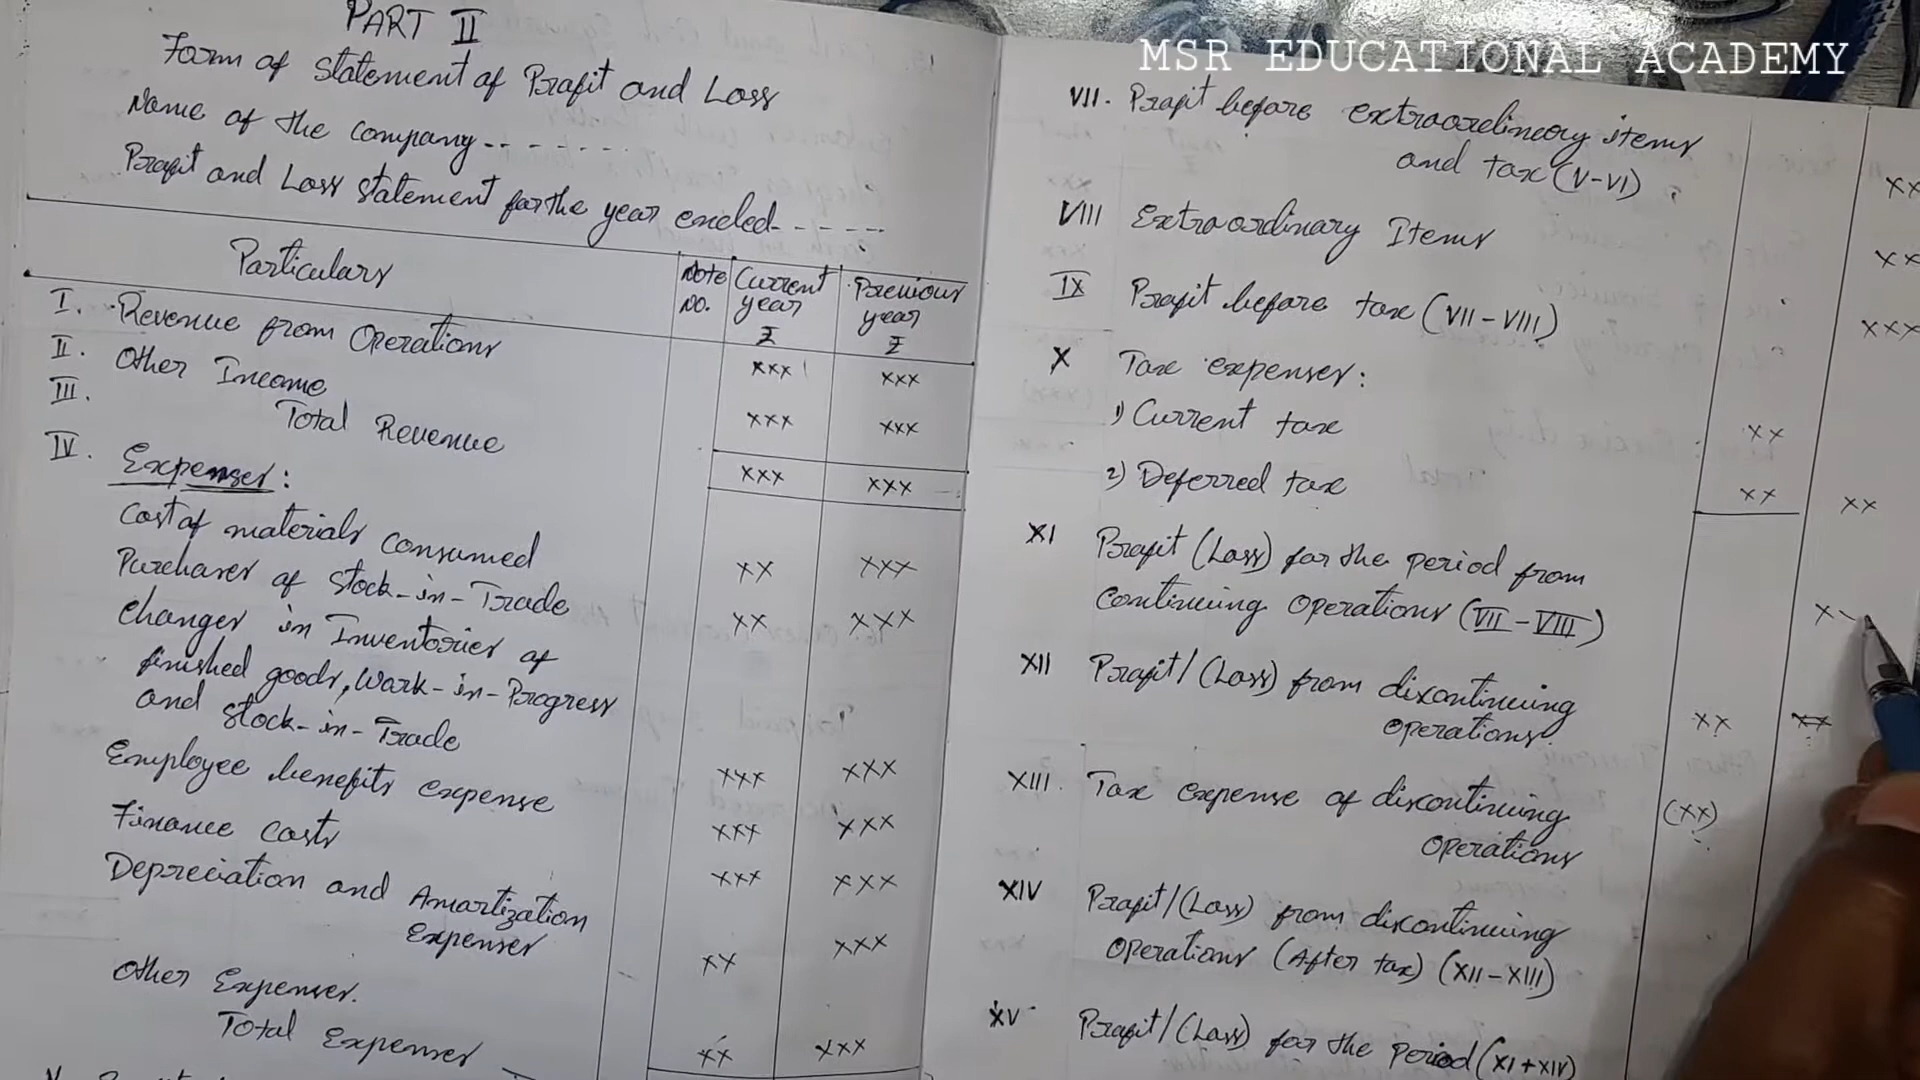 MSR EDUCATIONAL ACADEMY
PART II
Form of Statement of Profit and Loss
Name of the Company - - - - - - -
Profit and Loss Statement for the year ended - - - - -
Particulars
Note No.
Current year ₹
Previous year ₹
I. Revenue from Operations xxx xxx
II. Other Income xxx xxx
III. Total Revenue xxx xxx
IV. Expenses:
Cost of materials consumed xx xxx
Purchases of Stock-in-Trade xx xxx
Changes in Inventories of
finished goods, Work-in-Progress
and Stock-in-Trade xxx xxx
Employee benefits expense xxx xxx
Finance Costs xxx xxx
Depreciation and Amortization
Expenses xx xxx
Other Expenses.
Total Expenses xx xxx
VII. Profit before extraordinary items
and tax (V-VI) xx
VIII Extraordinary Items xx
IX Profit before tax (VII-VIII) xxx
X Tax expenses:
1) Current tax xx
2) Deferred tax xx xx
XI Profit (Loss) for the period from
Continuing Operations (VII-VIII) x
XII Profit/(Loss) from discontinuing
Operations. xx xx
XIII. Tax expense of discontinuing
Operations (xx)
XIV Profit/(Loss) from discontinuing
Operations (After tax) (XII-XIII)
XV Profit/(Loss) for the Period (XI+XIV)